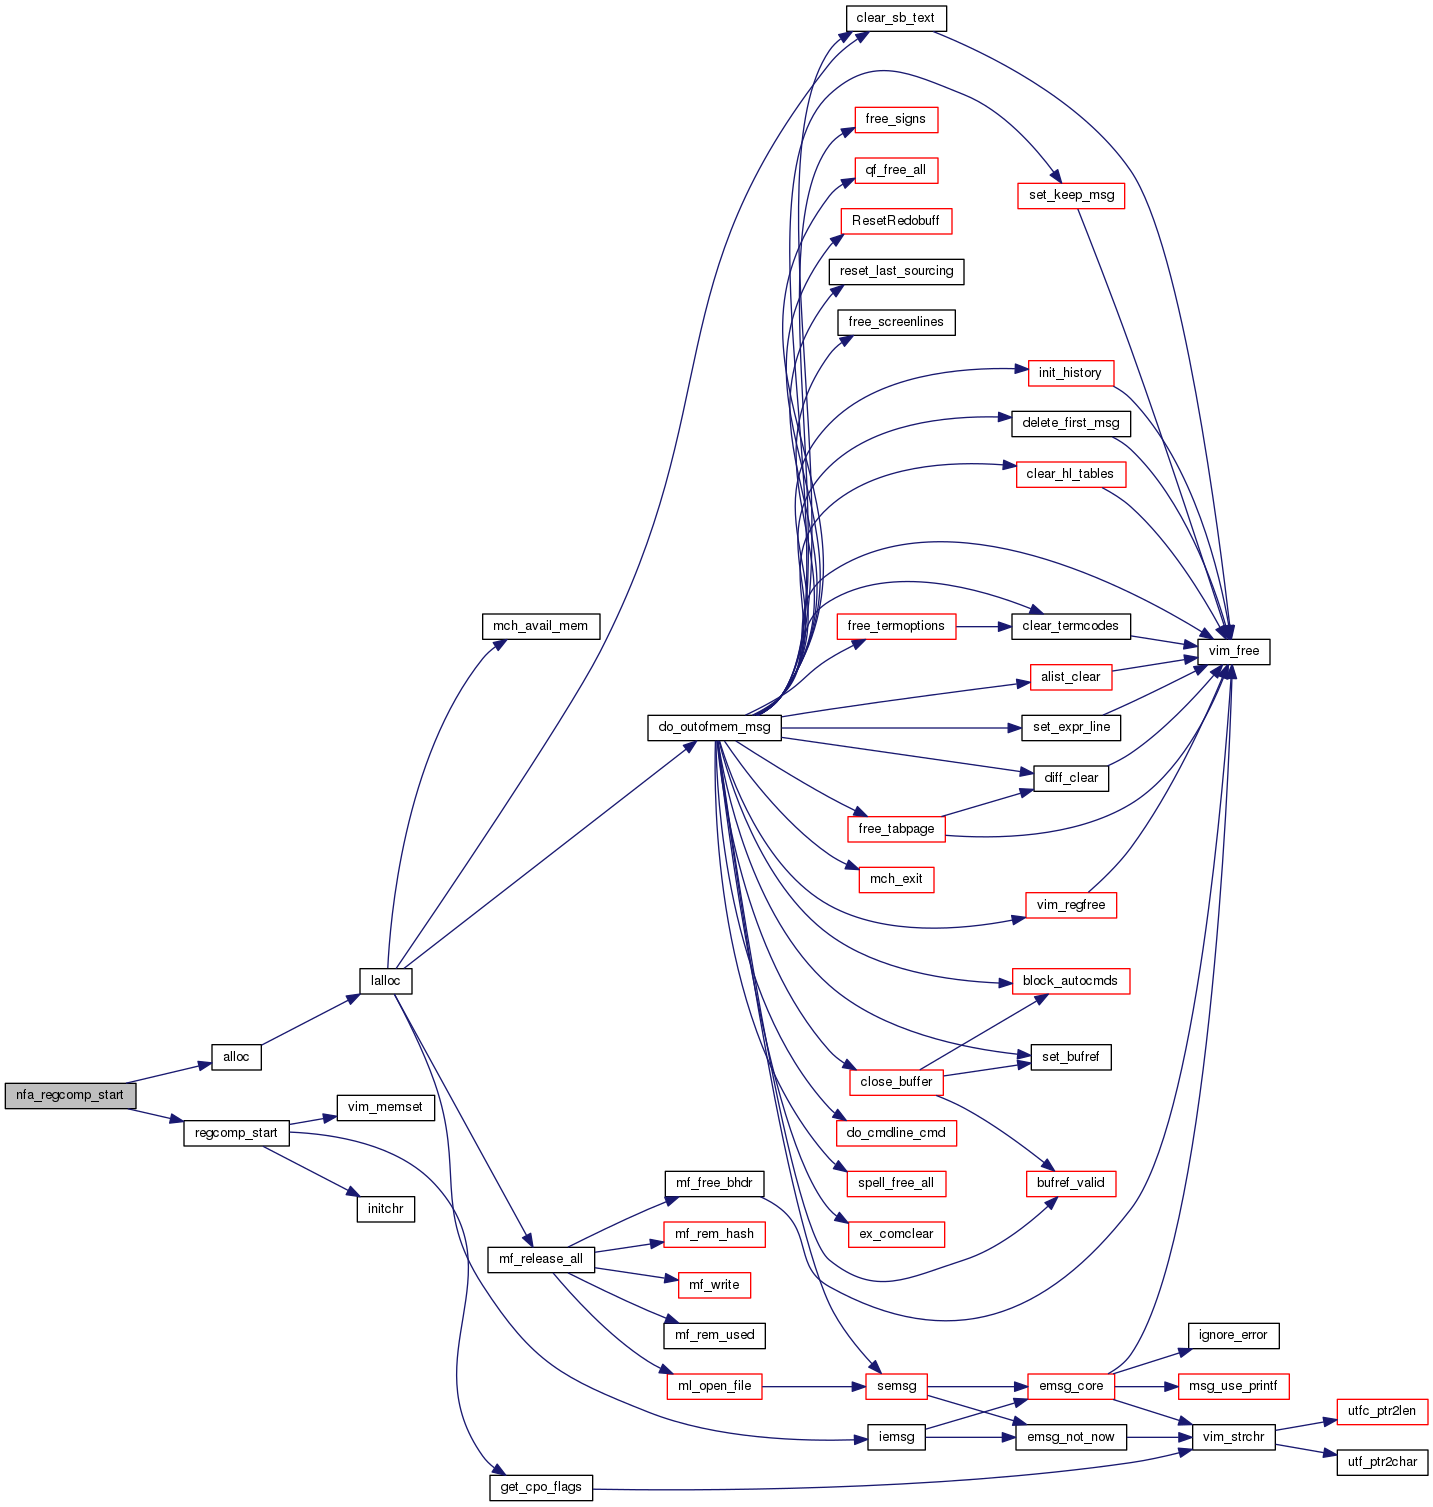 clear_sb_text
free_signs
qf_free_all
set_keep_msg
ResetRedobuff
reset_last_sourcing
free_screenlines
init_history
delete_first_msg
clear_hl_tables
mch_avail_mem
free_termoptions
clear_termcodes
vim_free
alist_clear
do_outofmem_msg
set_expr_line
diff_clear
free_tabpage
mch_exit
vim_regfree
lalloc
block_autocmds
alloc
set_bufref
close_buffer
nfa_regcomp_start
vim_memset
regcomp_start
do_cmdline_cmd
mf_free_bhdr
spell_free_all
bufref_valid
initchr
mf_rem_hash
ex_comclear
mf_release_all
mf_write
mf_rem_used
ignore_error
ml_open_file
semsg
emsg_core
msg_use_printf
utfc_ptr2len
iemsg
emsg_not_now
vim_strchr
utf_ptr2char
get_cpo_flags